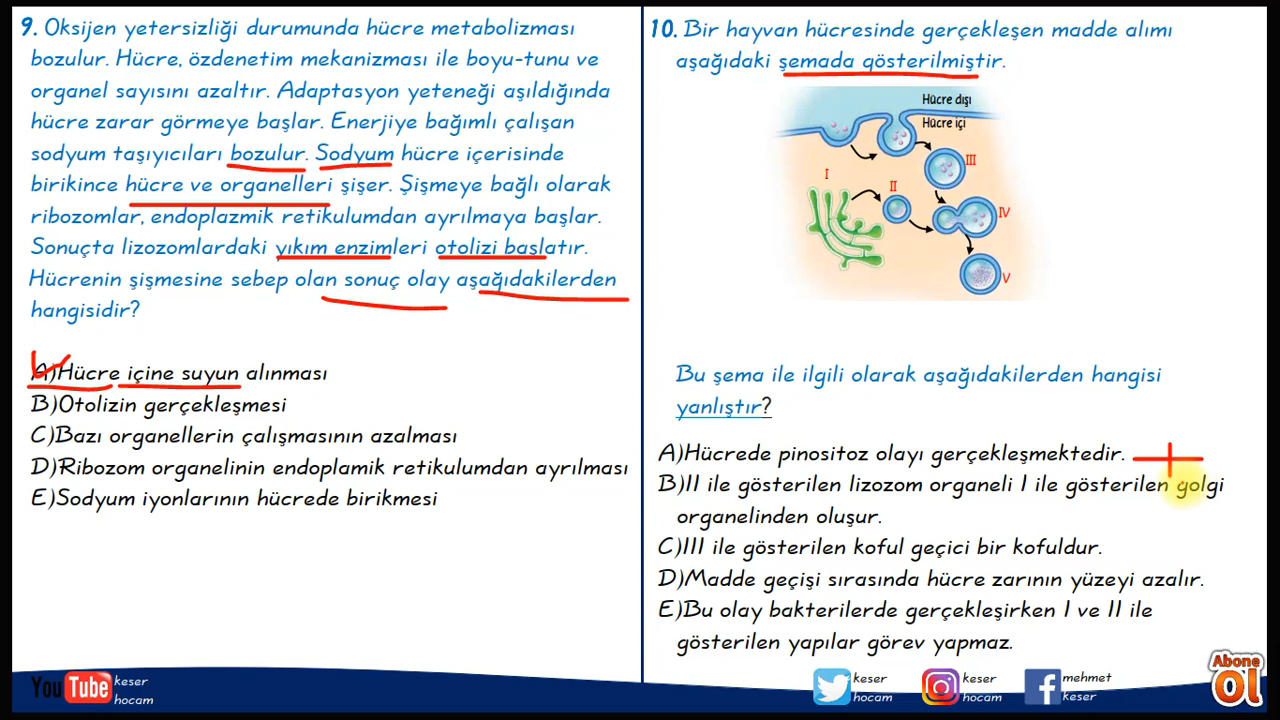 9. Oksijen yetersizliği durumunda hücre metabolizması
bozulur. Hücre, özdenetim mekanizması ile boyu-tunu ve
organel sayısını azaltır. Adaptasyon yeteneği aşıldığında
hücre zarar görmeye başlar. Enerjiye bağımlı çalışan
sodyum taşıyıcıları bozulur. Sodyum hücre içerisinde
birikince hücre ve organelleri şişer. Şişmeye bağlı olarak
ribozomlar, endoplazmik retikulumdan ayrılmaya başlar.
Sonuçta lizozomlardaki yıkım enzimleri otolizi başlatır.
Hücrenin şişmesine sebep olan sonuç olay aşağıdakilerden
hangisidir?
A)Hücre içine suyun alınması
B)Otolizin gerçekleşmesi
C)Bazı organellerin çalışmasının azalması
D)Ribozom organelinin endoplamik retikulumdan ayrılması
E)Sodyum iyonlarının hücrede birikmesi
10. Bir hayvan hücresinde gerçekleşen madde alımı
aşağıdaki şemada gösterilmiştir.
Hücre dışı
Hücre içi
I
II
III
IV
V
Bu şema ile ilgili olarak aşağıdakilerden hangisi
yanlıştır?
A)Hücrede pinositoz olayı gerçekleşmektedir.
B)II ile gösterilen lizozom organeli I ile gösterilen golgi
organelinden oluşur.
C)III ile gösterilen koful geçici bir kofuldur.
D)Madde geçişi sırasında hücre zarının yüzeyi azalır.
E)Bu olay bakterilerde gerçekleşirken I ve II ile
gösterilen yapılar görev yapmaz.
YouTube
keser
hocam
keser
hocam
keser
hocam
mehmet
keser
Abone
Ol